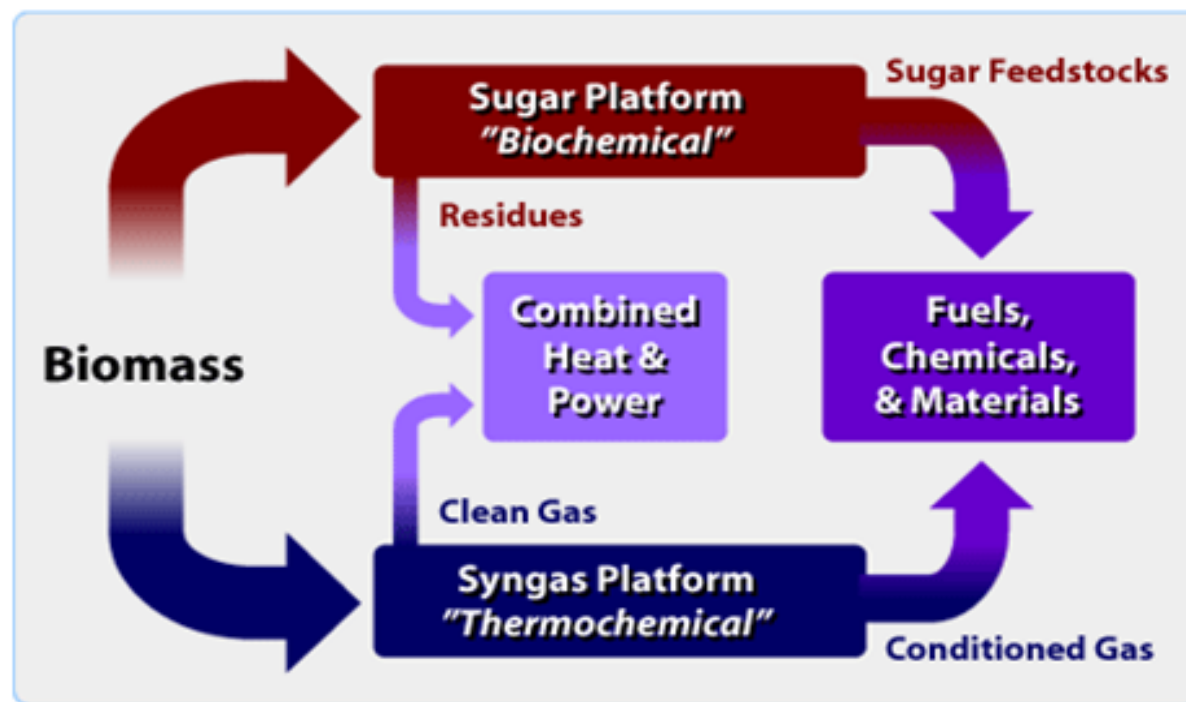 Sugar Feedstocks
Sugar Platform
”Biochemical”
Residues
Combined
Heat &
Power
Fuels,
Chemicals,
& Materials
Biomass
Clean Gas
Syngas Platform
”Thermochemical”
Conditioned Gas